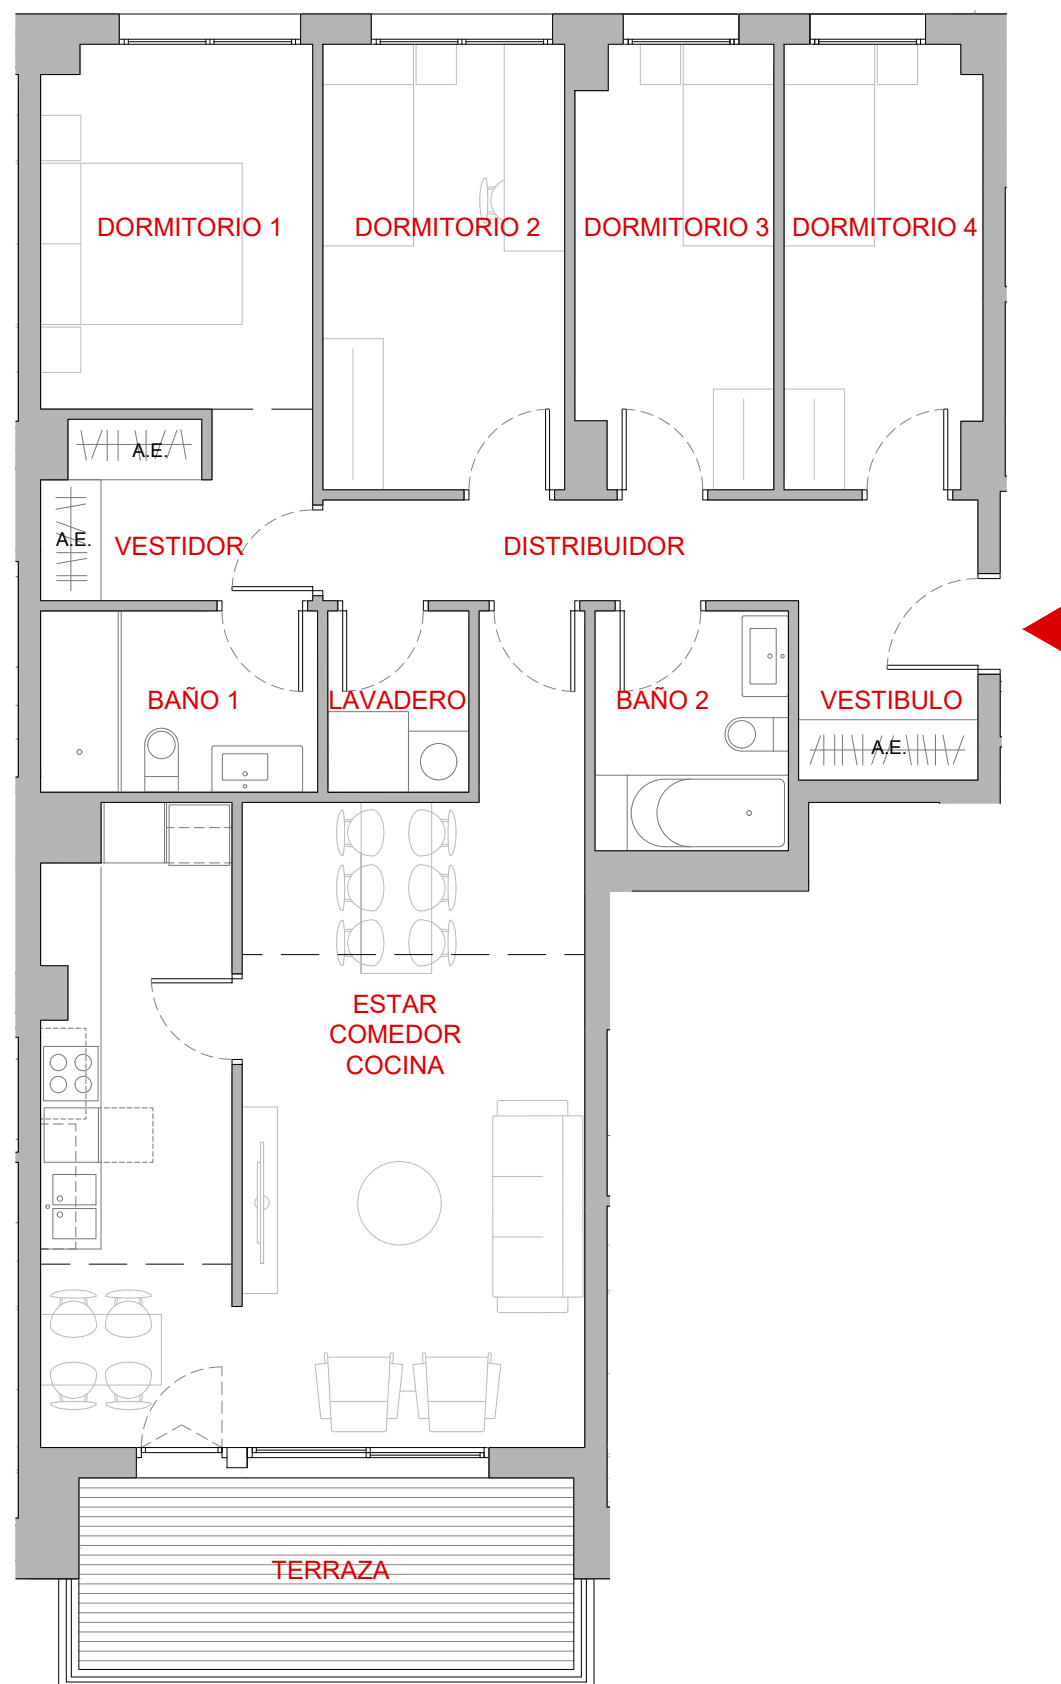 DORMITORIO 1
DORMITORIO 2
DORMITORIO 3
DORMITORIO 4
A.E.
A.E.
VESTIDOR
DISTRIBUIDOR
BAÑO 1
LAVADERO
BAÑO 2
VESTIBULO
A.E.
ESTAR
COMEDOR
COCINA
TERRAZA